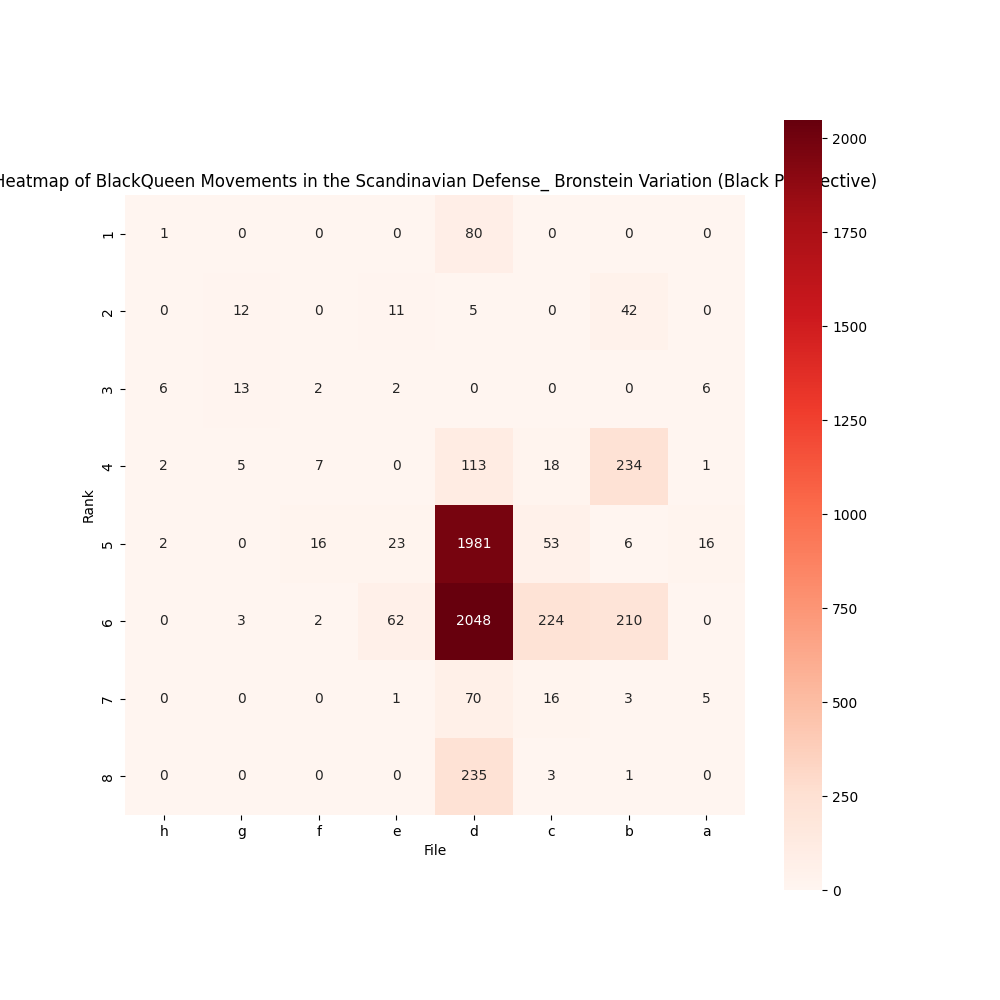 Heatmap of BlackQueen Movements in the Scandinavian Defense_ Bronstein Variation (Black P ective)
2000
1750
1500
1250
1000
750
500
250
0
Rank
1 1 0 0 0 80 0 0 0
2 0 12 0 11 5 0 42 0
3 6 13 2 2 0 0 0 6
4 2 5 7 0 113 18 234 1
5 2 0 16 23 1981 53 6 16
6 0 3 2 62 2048 224 210 0
7 0 0 0 1 70 16 3 5
8 0 0 0 0 235 3 1 0
h g f e d c b a
File